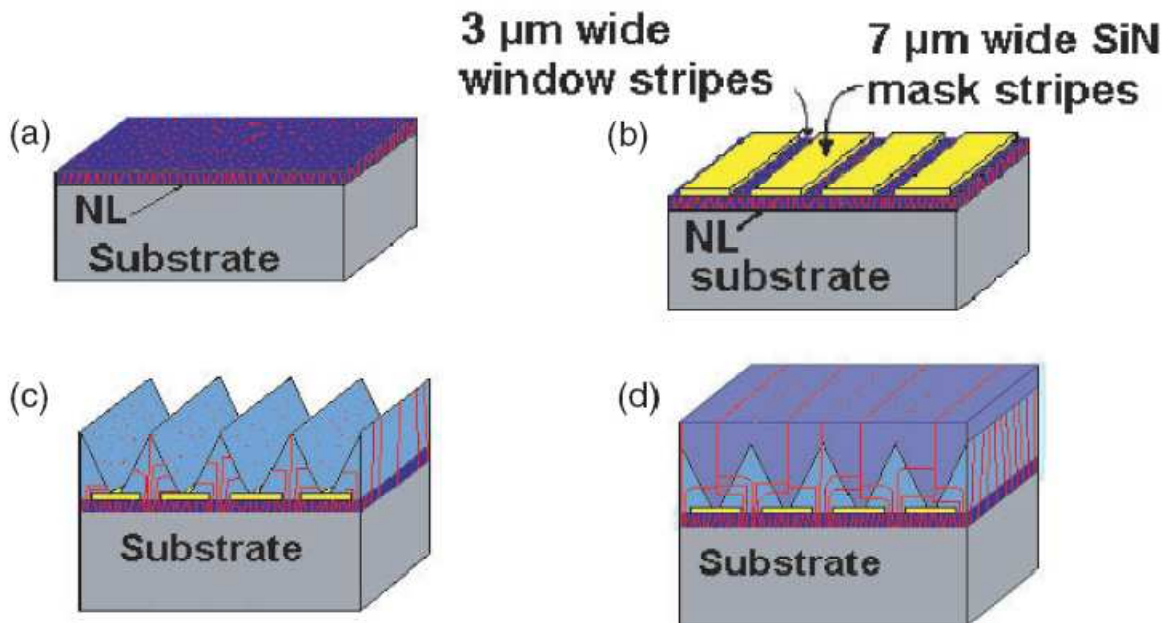 3 µm wide
window stripes
7 µm wide SiN
mask stripes
(a)
NL
Substrate
(b)
NL
substrate
(c)
Substrate
(d)
Substrate